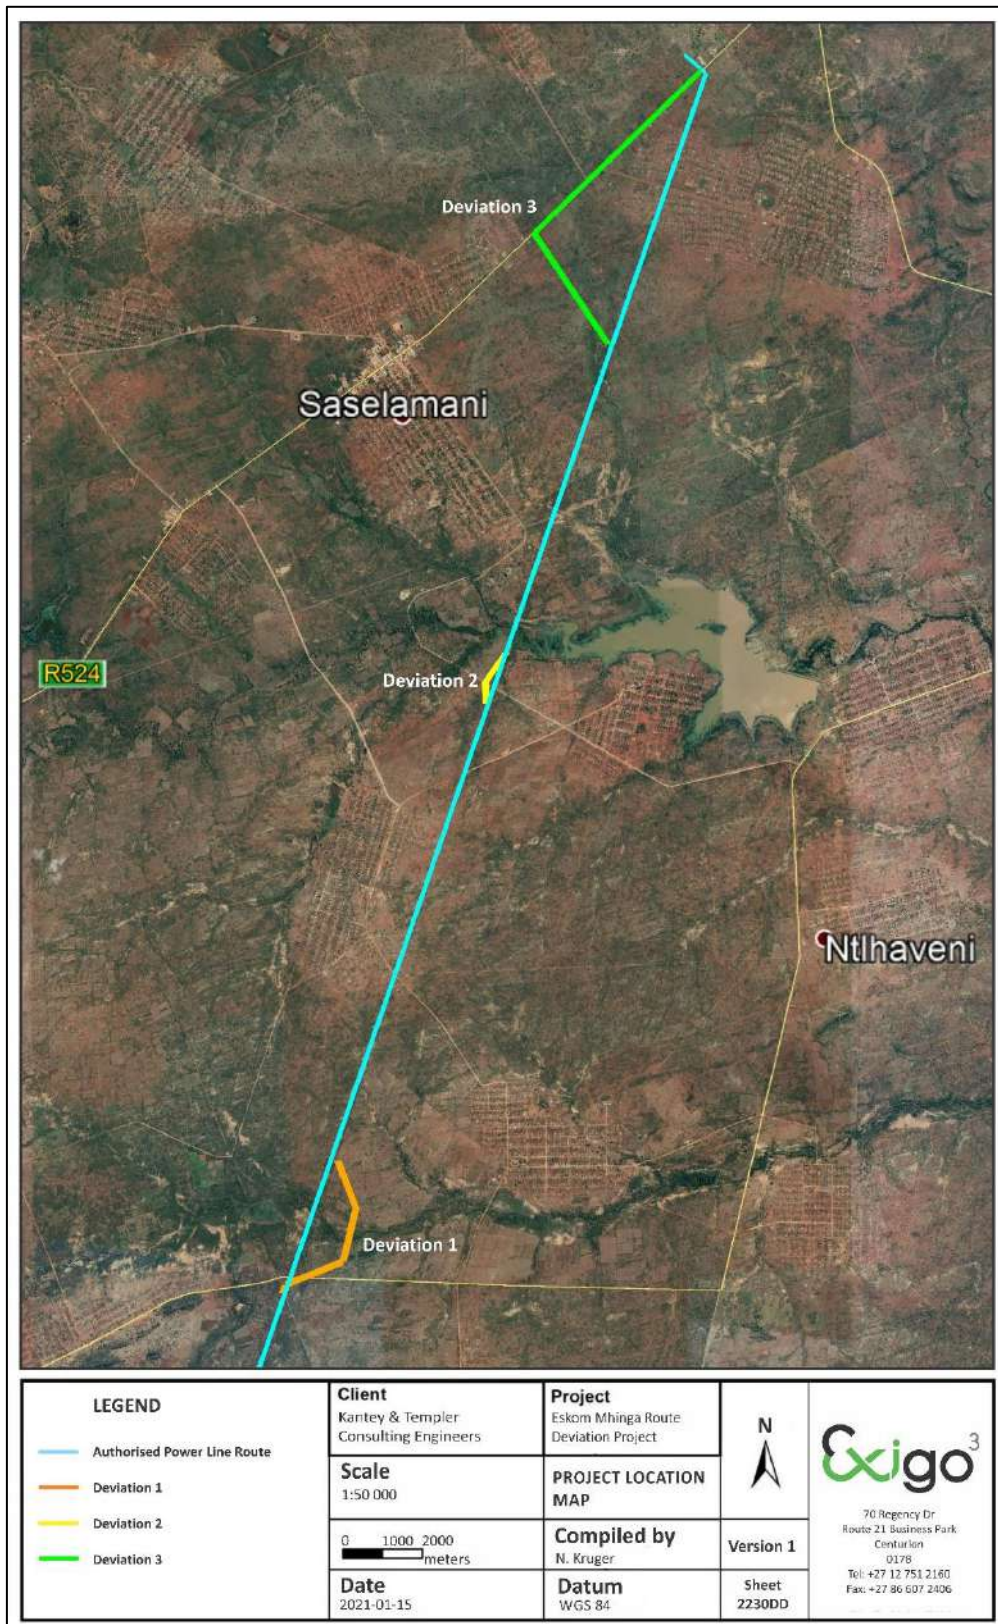 Deviation 3
Saselamani
R524
Deviation 2
Ntlhaveni
Deviation 1
LEGEND
Authorised Power Line Route
Deviation 1
Deviation 2
Deviation 3
Client
Kantey & Templer
Consulting Engineers
Scale
1:50 000
0 1000 2000
meters
Date
2021-01-15
Project
Eskom Mhinga Route
Deviation Project
PROJECT LOCATION
MAP
Compiled by
N. Kruger
Datum
WGS 84
N
Version 1
Sheet
2230DD
Exigo3
70 Regency Dr
Route 21 Business Park
Centurion
0178
Tel: +27 12 751 2160
Fax: +27 86 607 2406